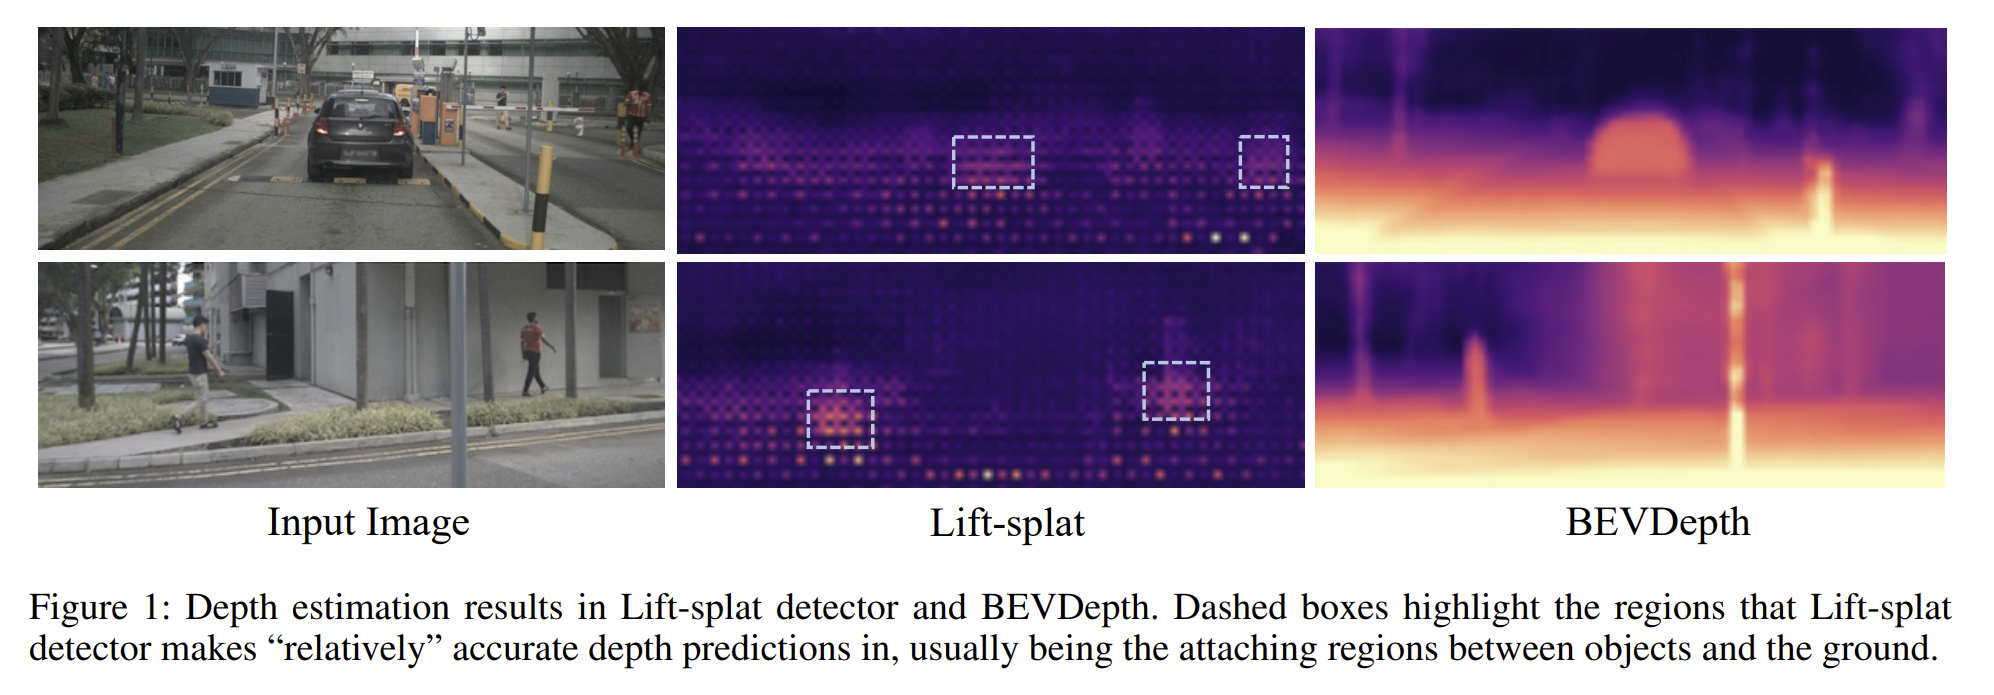 Input Image
Lift-splat
BEVDepth
Figure 1: Depth estimation results in Lift-splat detector and BEVDepth. Dashed boxes highlight the regions that Lift-splat
detector makes “relatively” accurate depth predictions in, usually being the attaching regions between objects and the ground.